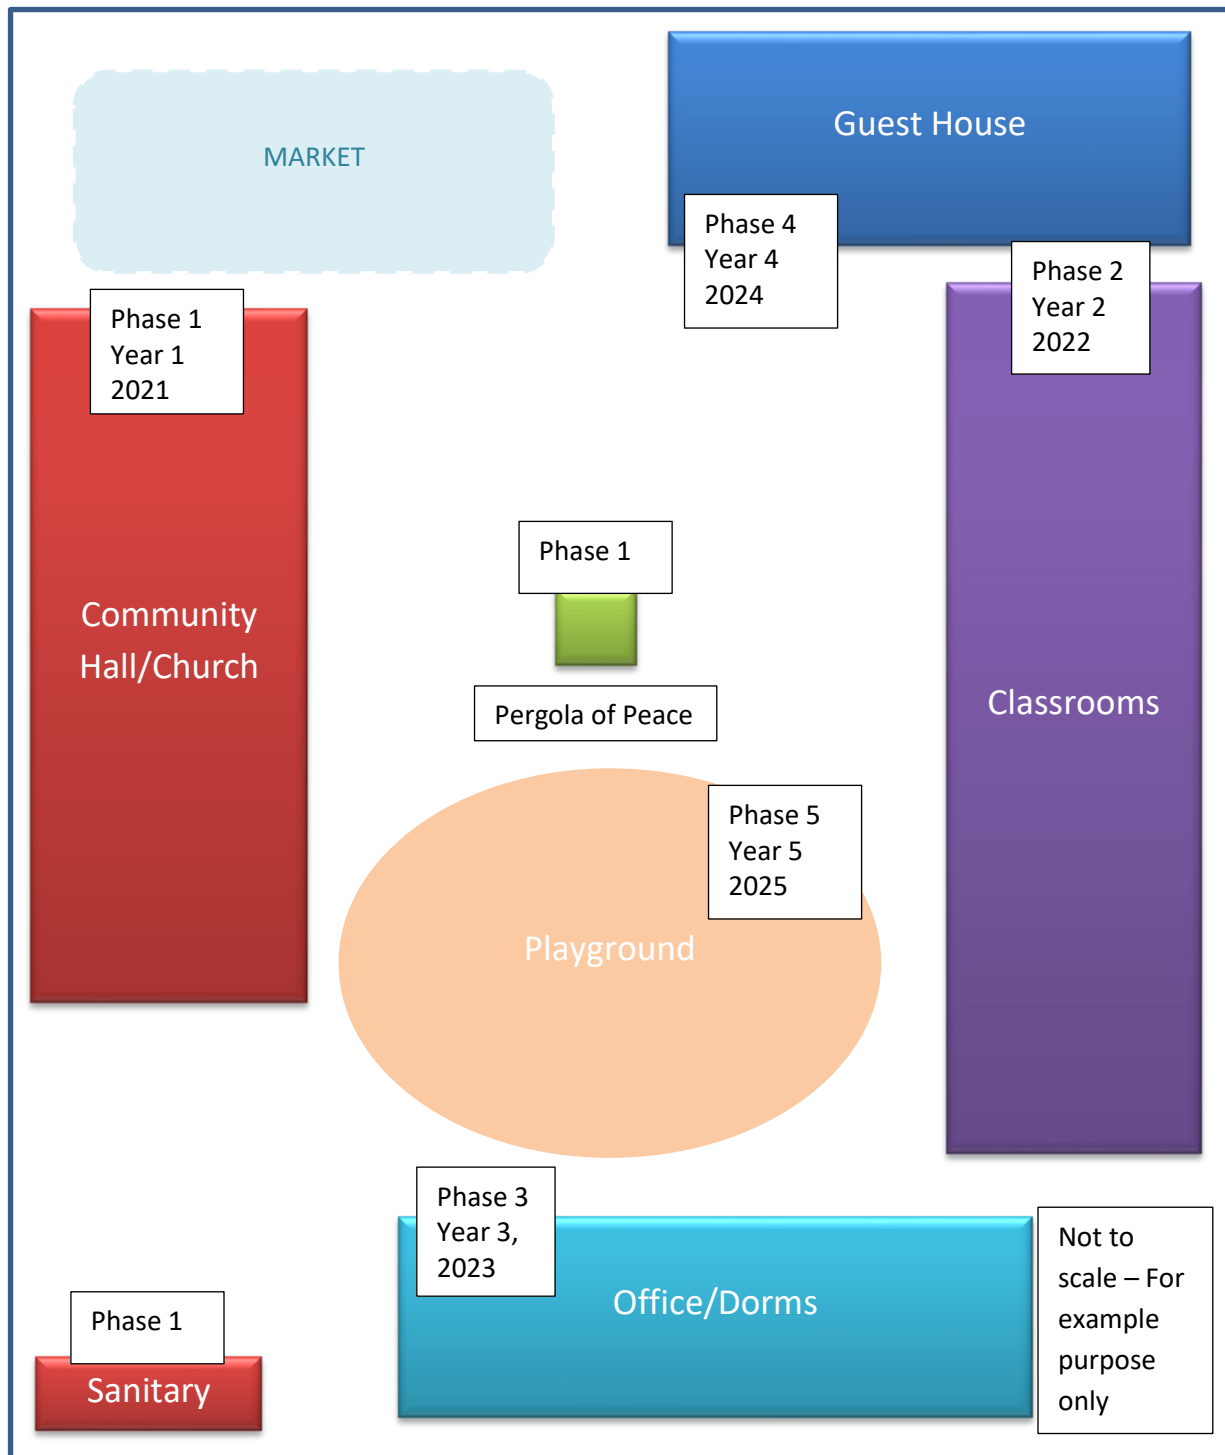 MARKET
Guest House
Phase 4
Year 4
2024
Phase 2
Year 2
2022
Phase 1
Year 1
2021
Phase 1
Community
Hall/Church
Classrooms
Pergola of Peace
Phase 5
Year 5
2025
Playground
Phase 3
Year 3,
2023
Office/Dorms
Not to
scale – For
example
purpose
only
Phase 1
Sanitary